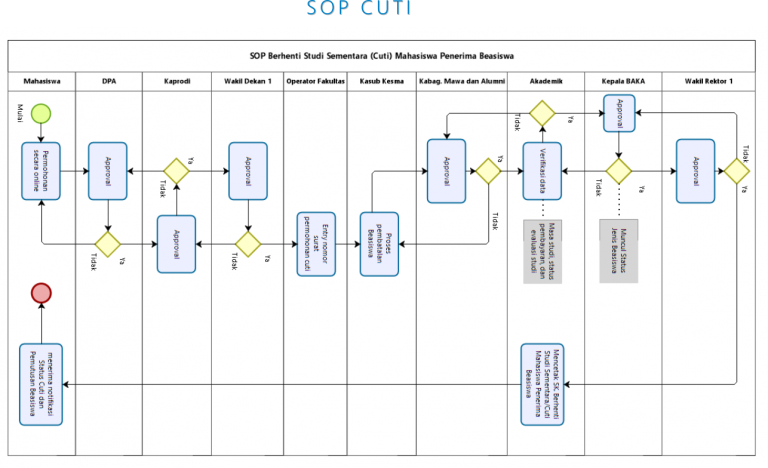 SOP CUTI
SOP Berhenti Studi Sementara (Cuti) Mahasiswa Penerima Beasiswa
Mahasiswa
DPA
Kaprodi
Wakil Dekan 1
Operator Fakultas
Kasub Kesma
Kabag. Mawa dan Alumni
Akademik
Kepala BAKA
Wakil Rektor 1
Mulai
Permohonan
secara online
Approval
Ya
Tidak
Approval
Ya
Tidak
Approval
Ya
Tidak
Entry nomor
surat
permohonan cuti
Proses
pembatalan
Beasiswa
Approval
Ya
Tidak
Verifikasi data
Ya
Tidak
Masa studi, status
pembayaran, dan
evaluasi studi
Approval
Ya
Tidak
Muncul Status
Jenis Beasiswa
Approval
Tidak
Ya
Mencetak SK. Berhenti
Studi Sementara/Cuti
Mahasiswa Penerima
Beasiswa
menerima notifikasi
Status Cuti dan
Pemutusan Beasiswa